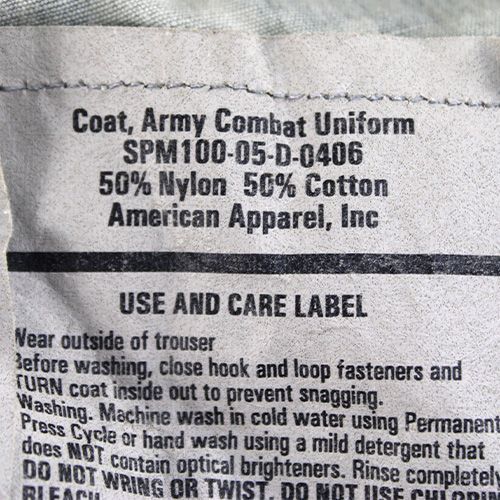 Coat, Army Combat Uniform
SPM100-05-D-0406
50% Nylon 50% Cotton
American Apparel, Inc
USE AND CARE LABEL
Wear outside of trouser
Before washing, close hook and loop fasteners and
TURN coat inside out to prevent snagging.
Washing. Machine wash in cold water using Permanent
Press Cycle or hand wash using a mild detergent that
does NOT contain optical brighteners. Rinse completely
DO NOT WRING OR TWIST. DO NOT USE
BLEACH